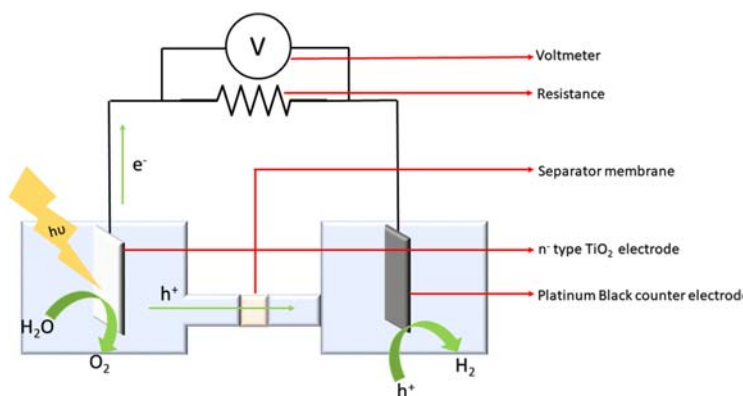 V
Voltmeter
Resistance
e⁻
Separator membrane
hυ
n⁻ type TiO₂ electrode
h⁺
Platinum Black counter electrode
H₂O
O₂
H₂
h⁺